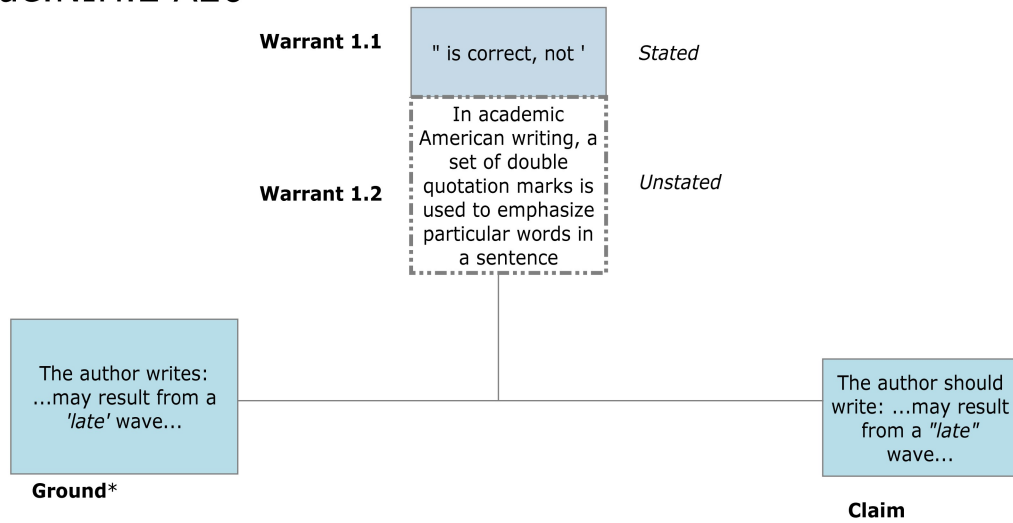 Warrant 1.1
" is correct, not '
Stated
In academic
American writing, a
set of double
quotation marks is
used to emphasize
particular words in
a sentence
Warrant 1.2
Unstated
The author writes:
...may result from a
'late' wave...
Ground*
The author should
write: ...may result
from a "late"
wave...
Claim